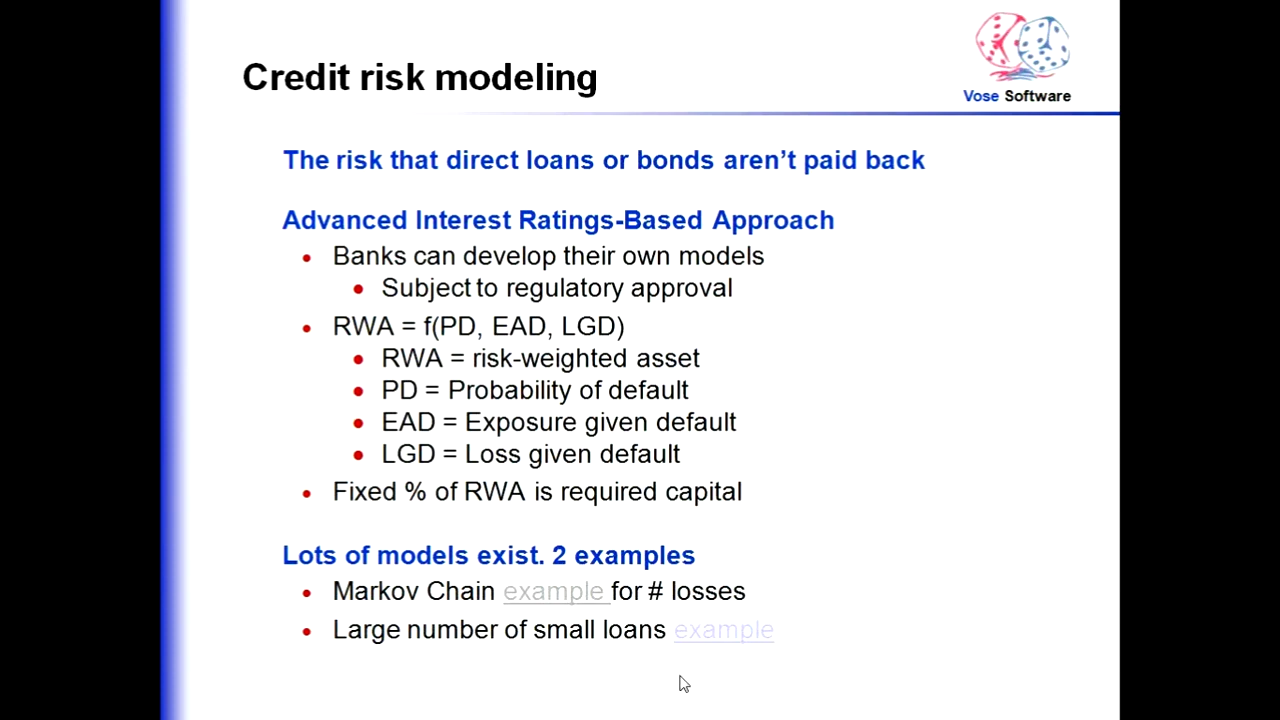 Credit risk modeling
Vose Software
The risk that direct loans or bonds aren't paid back
Advanced Interest Ratings-Based Approach
Banks can develop their own models
Subject to regulatory approval
RWA = f(PD, EAD, LGD)
RWA = risk-weighted asset
PD = Probability of default
EAD = Exposure given default
LGD = Loss given default
Fixed % of RWA is required capital
Lots of models exist. 2 examples
Markov Chain example for # losses
Large number of small loans example